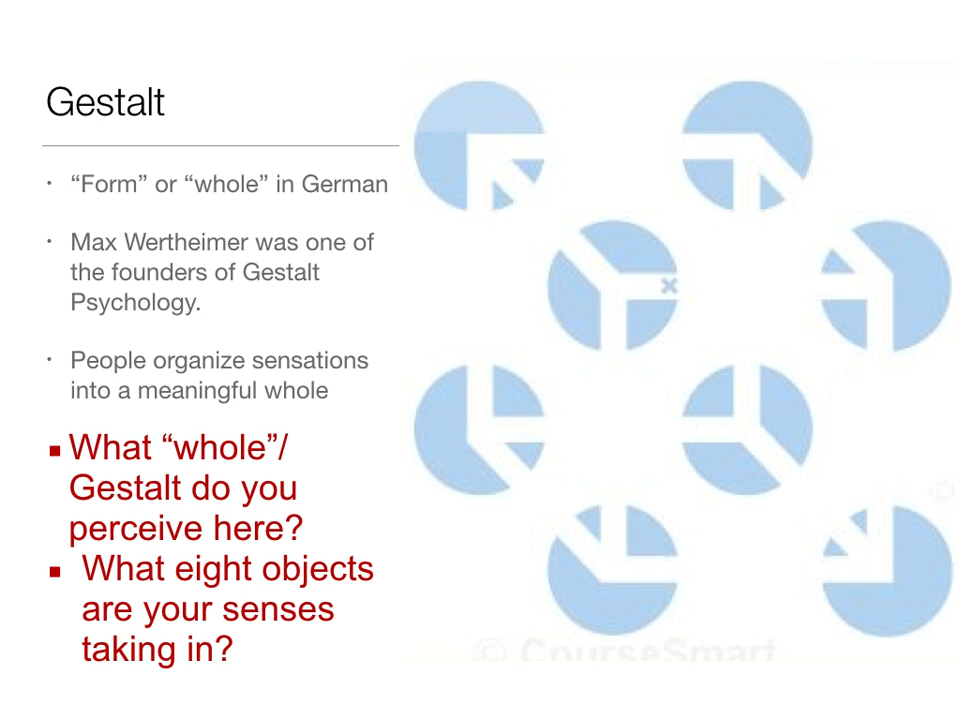 Gestalt
• “Form” or “whole” in German
• Max Wertheimer was one of
the founders of Gestalt
Psychology.
• People organize sensations
into a meaningful whole
▪ What “whole”/
Gestalt do you
perceive here?
▪ What eight objects
are your senses
taking in?
© CourseSmart